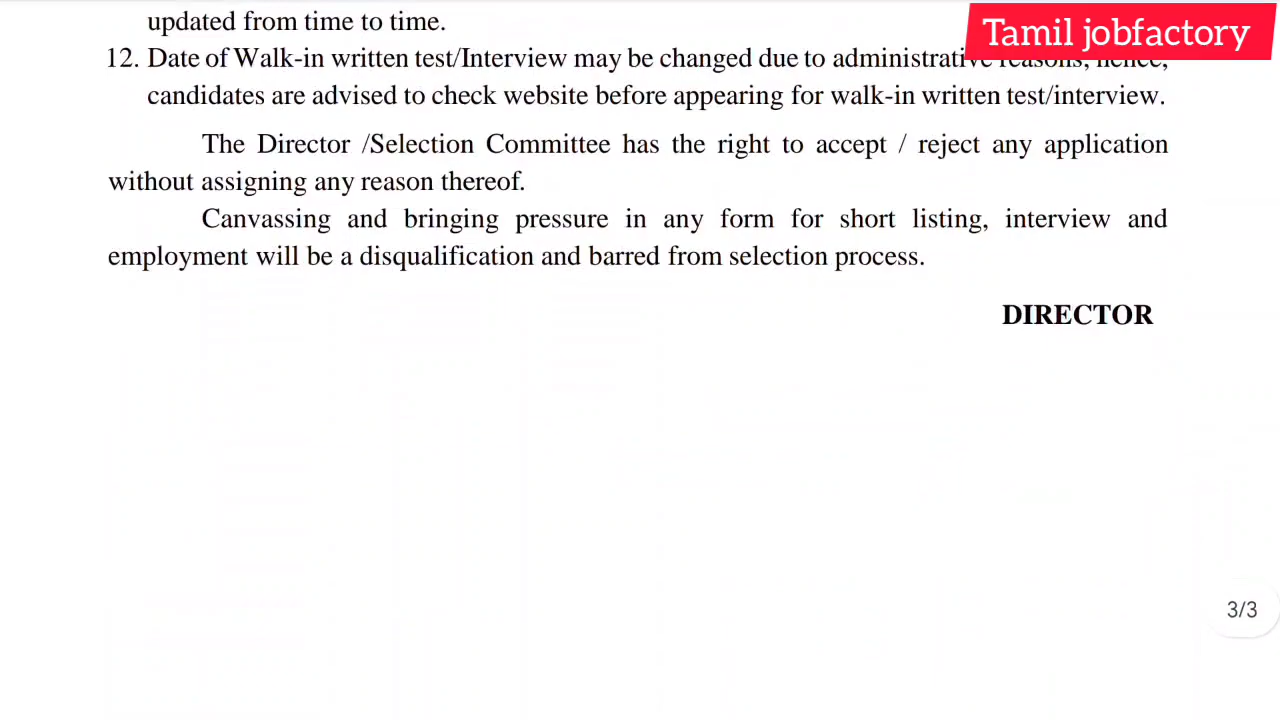 updated from time to time.
Tamil jobfactory
12. Date of Walk-in written test/Interview may be changed due to administrative reasons, hence,
candidates are advised to check website before appearing for walk-in written test/interview.
The Director /Selection Committee has the right to accept / reject any application
without assigning any reason thereof.
Canvassing and bringing pressure in any form for short listing, interview and
employment will be a disqualification and barred from selection process.
DIRECTOR
3/3